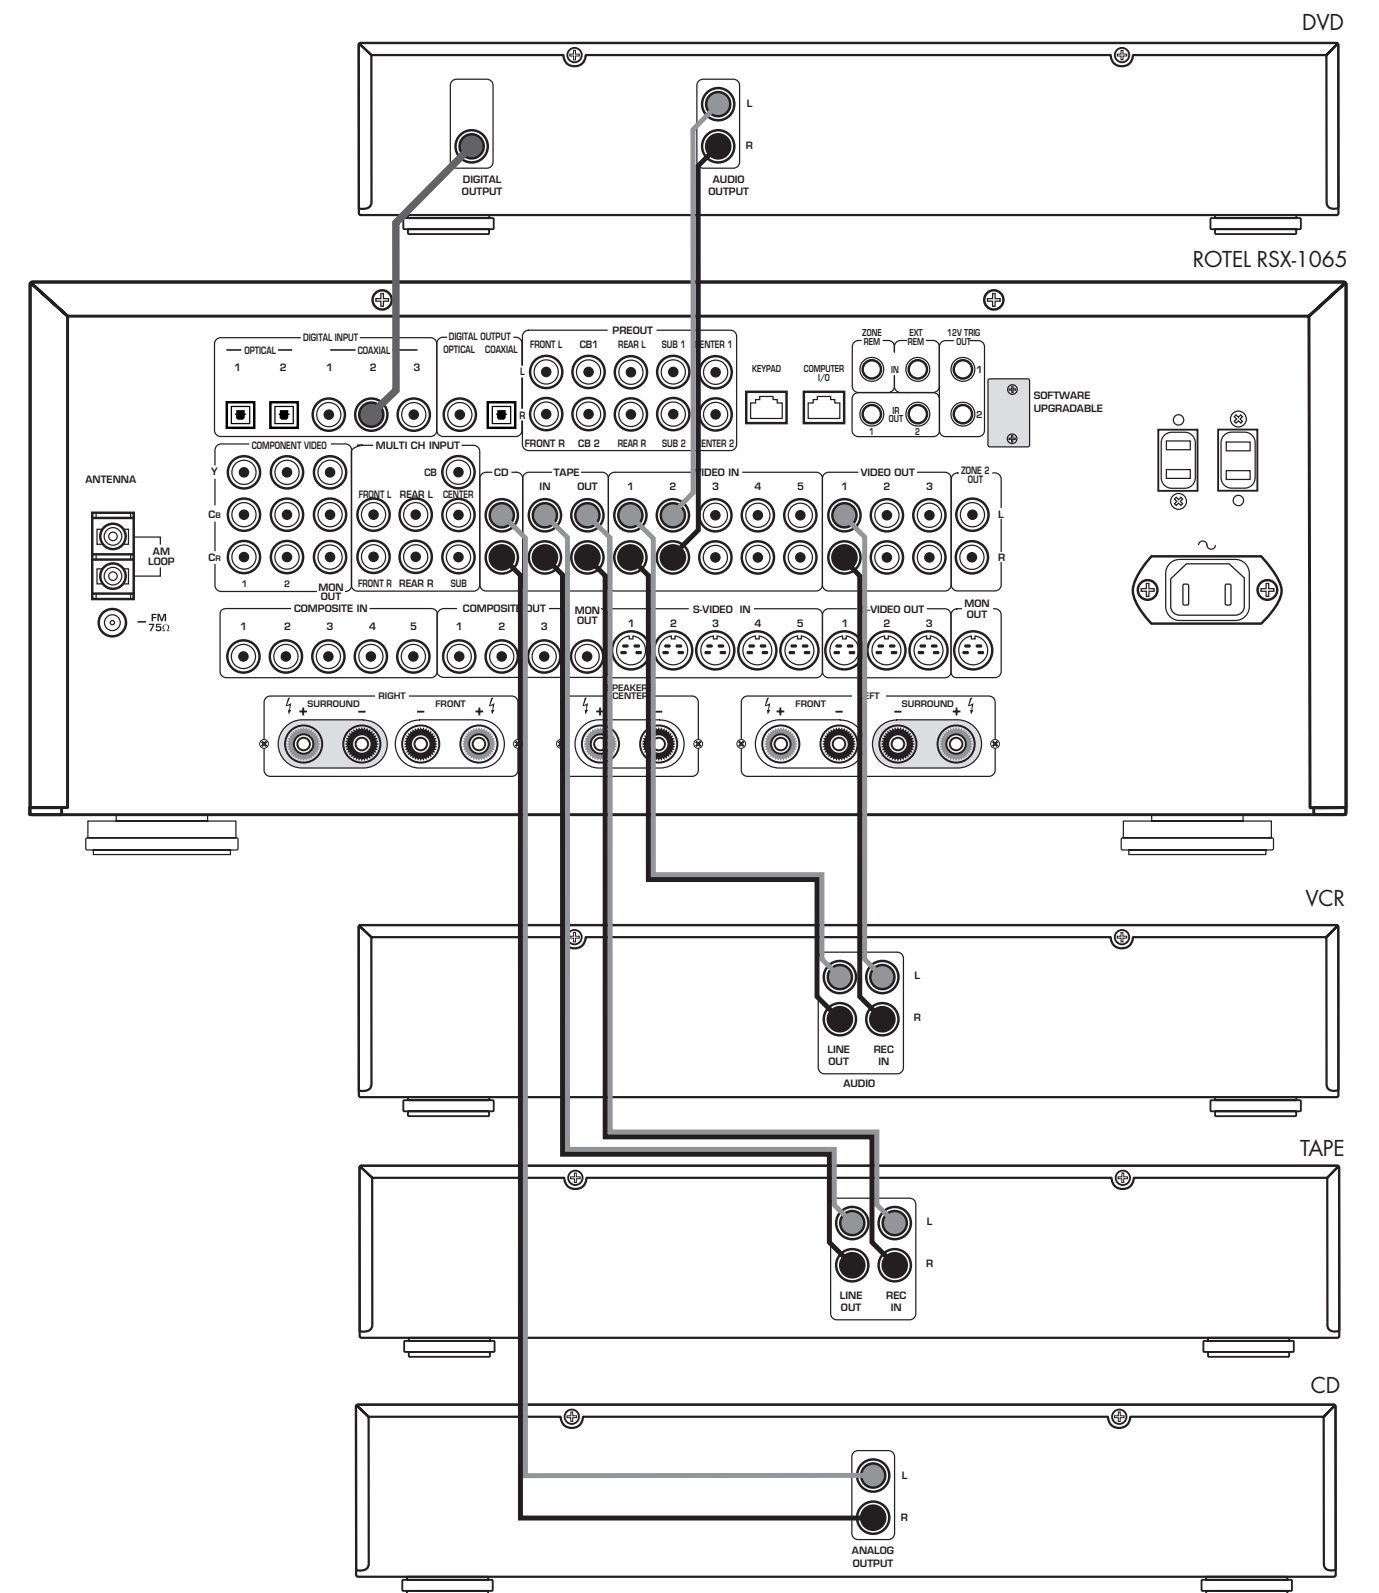 DVD
L
R
DIGITAL
OUTPUT
AUDIO
OUTPUT
ROTEL RSX-1065
DIGITAL INPUT
OPTICAL
COAXIAL
1 2 1 2 3
DIGITAL OUTPUT
OPTICAL COAXIAL
PREOUT
FRONT L CB1 REAR L SUB 1 ENTER 1
L
R
FRONT R CB 2 REAR R SUB 2 ENTER 2
KEYPAD
COMPUTER
I/O
ZONE
REM
EXT
REM
12V TRIG
OUT
IN
1
IR
OUT
1 2
2
SOFTWARE
UPGRADABLE
ANTENNA
AM
LOOP
FM
75Ω
COMPONENT VIDEO
Y
CB
CR
1 2 MON
OUT
MULTI CH INPUT
CB
FRONT L REAR L CENTER
FRONT R REAR R SUB
CD
TAPE
IN OUT
VIDEO IN
1 2 3 4 5
VIDEO OUT
1 2 3
ZONE 2
OUT
L
R
COMPOSITE IN
1 2 3 4 5
COMPOSITE OUT
1 2 3
MON
OUT
S-VIDEO IN
1 2 3 4 5
-VIDEO OUT
1 2 3
MON
OUT
RIGHT
SURROUND FRONT
+ – – +
PEAKER
CENTER
+ –
EFT
FRONT SURROUND
+ – – +
VCR
L
R
LINE
OUT
REC
IN
AUDIO
TAPE
L
R
LINE
OUT
REC
IN
CD
L
R
ANALOG
OUTPUT